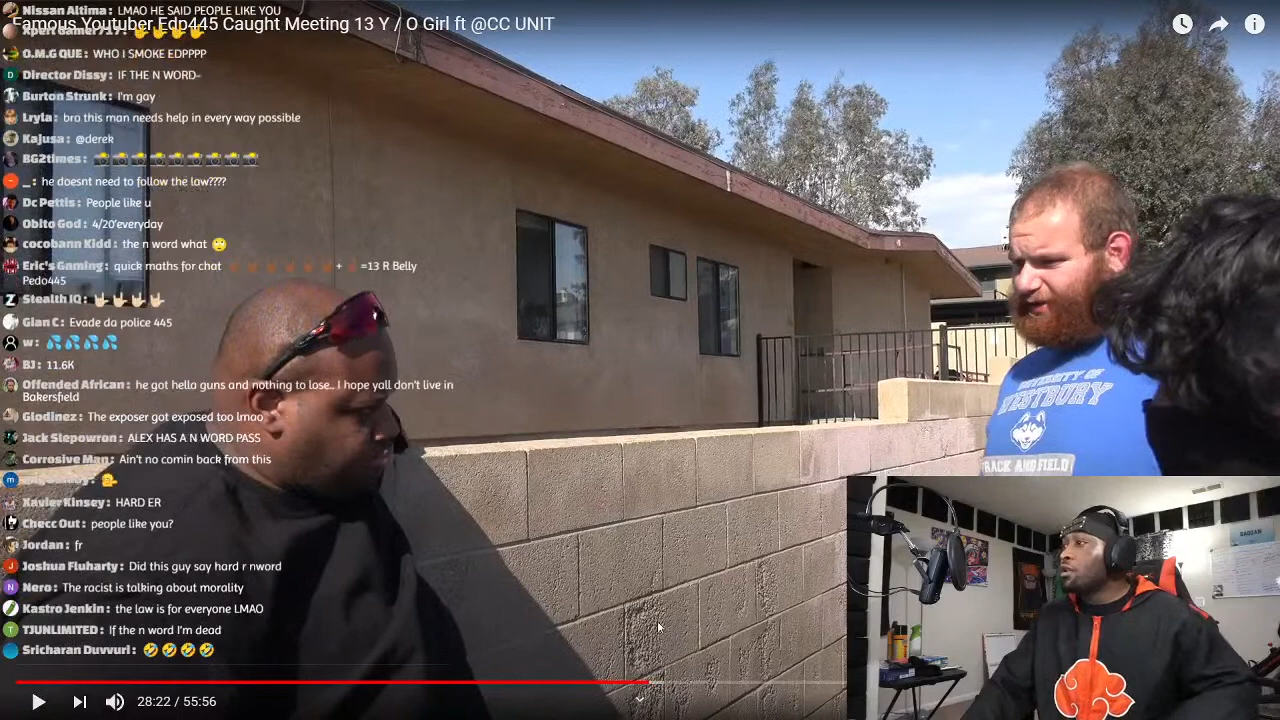 Nissan Altima : LMAO HE SAID PEOPLE LIKE YOU
Famous Youtuber Edp445 Caught Meeting 13 Y / O Girl ft @CC UNIT
XpertGamer717 :
O.M.G QUE : WHO I SMOKE EDPPPP
Director Dissy : IF THE N WORD-
Burton Strunk : I'm gay
Lryla : bro this man needs help in every way possible
Kajusa : @derek
BG2times : 📸📸📸📸📸📸📸📸📸
_ : he doesnt need to follow the low????
Dc Pettis : People like u
Obito God : 4/20'everyday
cocobann Kidd : the n word what 🙄
Eric's Gaming : quick maths for chat + =13 R Belly
Pedo445
Stealth IQ :
Gian C : Evade da police 445
w : 💦💦💦💦
BJ : 11.6K
Offended African : he got hella guns and nothing to lose.. I hope yall don't live in
Bakersfield
Glodinez : The exposer got exposed too lmao
Jack Slepowron : ALEX HAS A N WORD PASS
Corrosive Man : Ain't no comin back from this
Xavier Kinsey : HARD ER
Checc Out : people like you?
Jordan : fr
Joshua Fluharty : Did this guy say hard r nword
Nero : The racist is talking about morality
Kastro Jenkin : the law is for everyone LMAO
TJUNLIMITED : If the n word I'm dead
Sricharan Duvvuri : 🤣🤣🤣🤣
UNIVERSITY OF
WESTBURY
TRACK AND FIELD
28:22 / 55:56